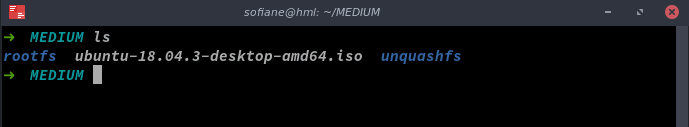 sofiane@hml: ~/MEDIUM
➜ MEDIUM ls
rootfs ubuntu-18.04.3-desktop-amd64.iso unquashfs
➜ MEDIUM